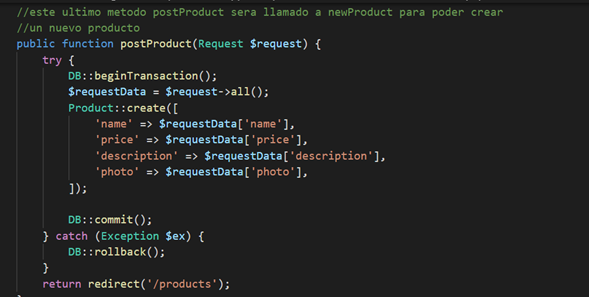 //este ultimo metodo postProduct sera llamado a newProduct para poder crear
//un nuevo producto
public function postProduct(Request $request) {
    try {
        DB::beginTransaction();
        $requestData = $request->all();
        Product::create([
            'name' => $requestData['name'],
            'price' => $requestData['price'],
            'description' => $requestData['description'],
            'photo' => $requestData['photo'],
        ]);

        DB::commit();
    } catch (Exception $ex) {
        DB::rollback();
    }
    return redirect('/products');